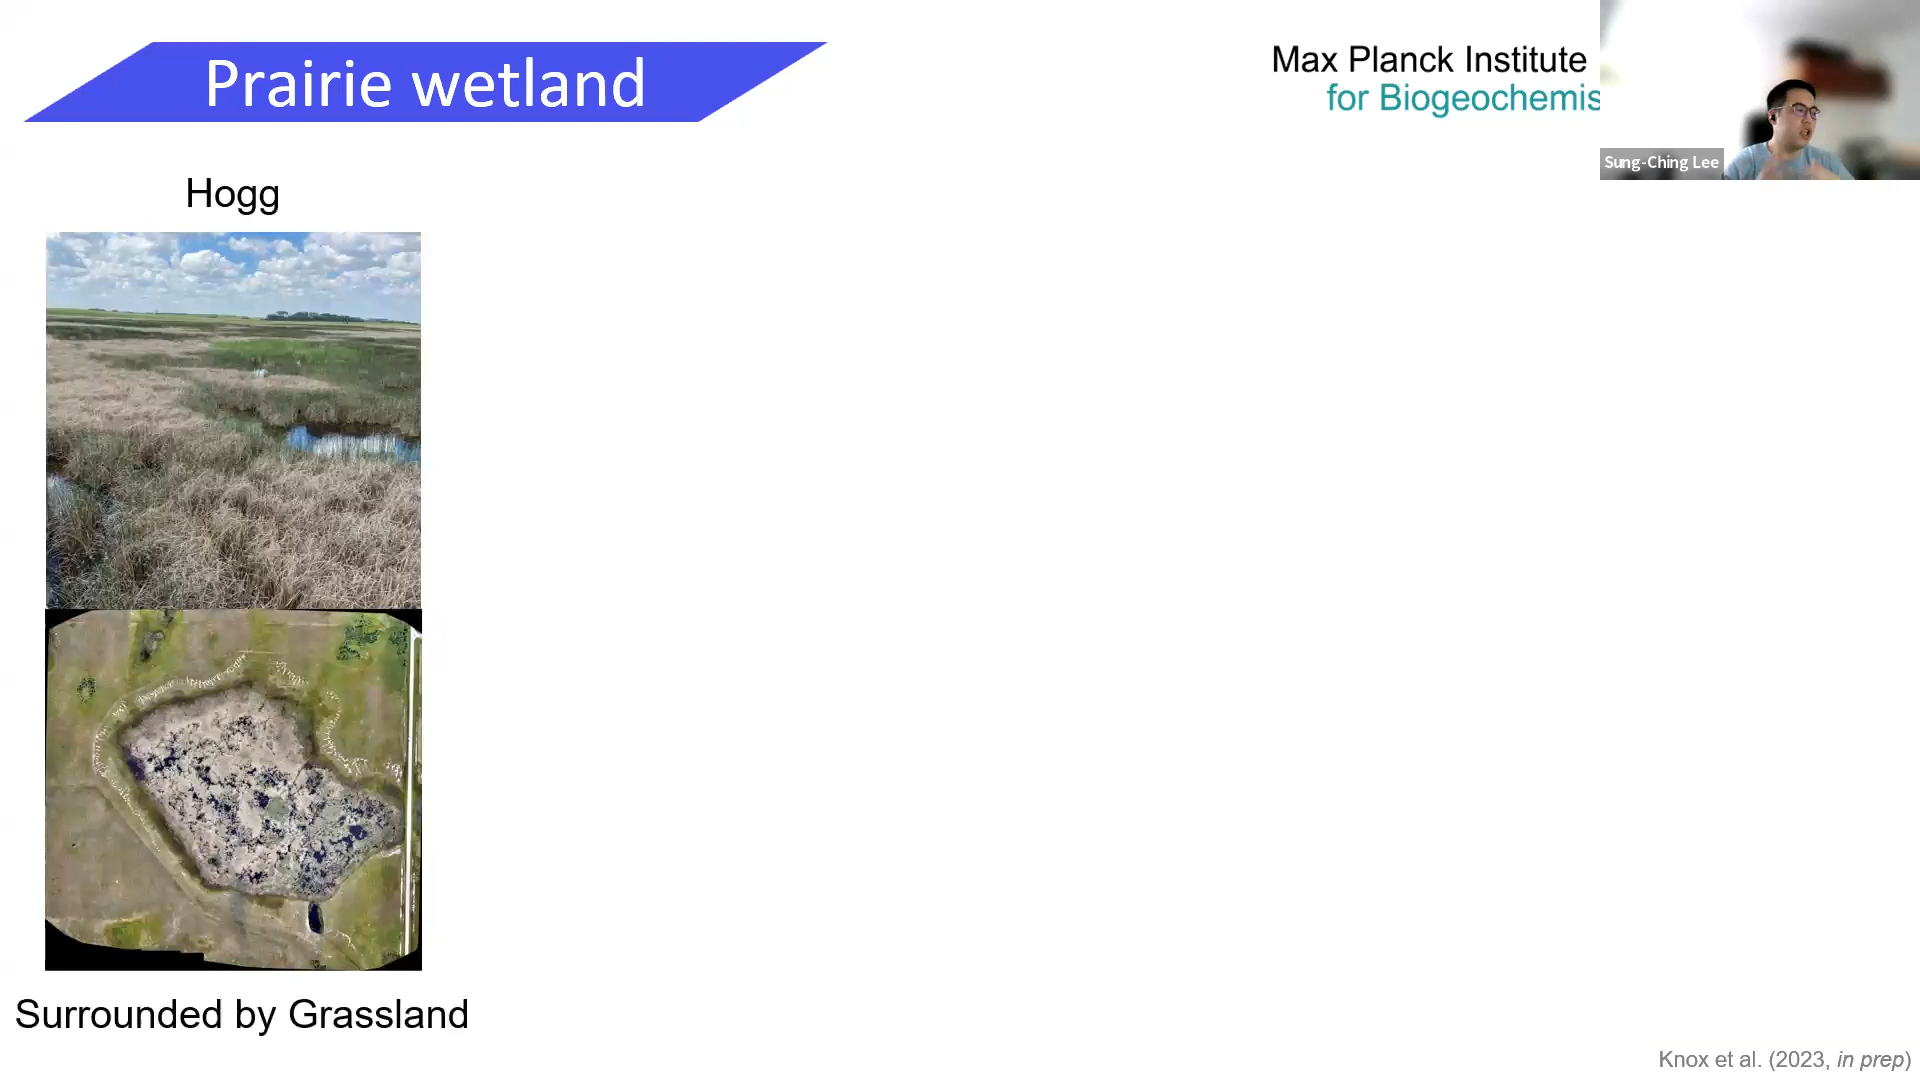 Prairie wetland
Max Planck Institute
for Biogeochemis
Sung-Ching Lee
Hogg
Surrounded by Grassland
Knox et al. (2023, in prep)